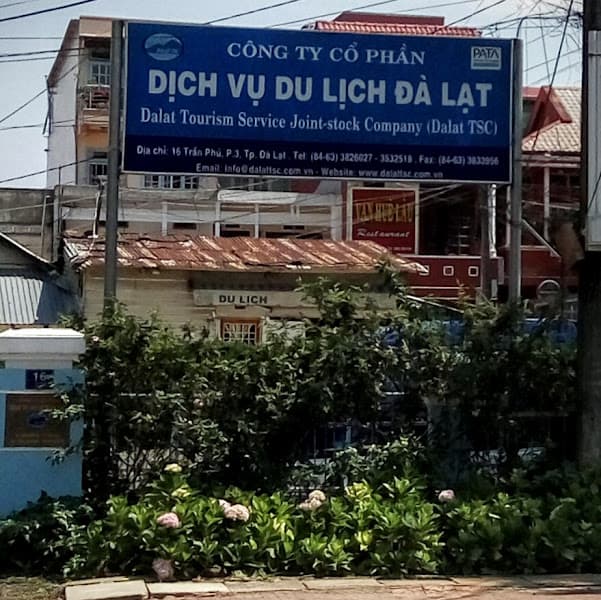 CÔNG TY CỔ PHẦN
PATA
DỊCH VỤ DU LỊCH ĐÀ LẠT
Dalat Tourism Service Joint-stock Company (Dalat TSC)
Địa chỉ: 16 Trần Phú, P.3, Tp. Đà Lạt . Tel: (84-63) 3826027 - 3532518 . Fax: (84-63) 3833956
Email: info@dalattsc.com.vn - Website: www.dalattsc.com.vn
Restaurant
DU LỊCH
16